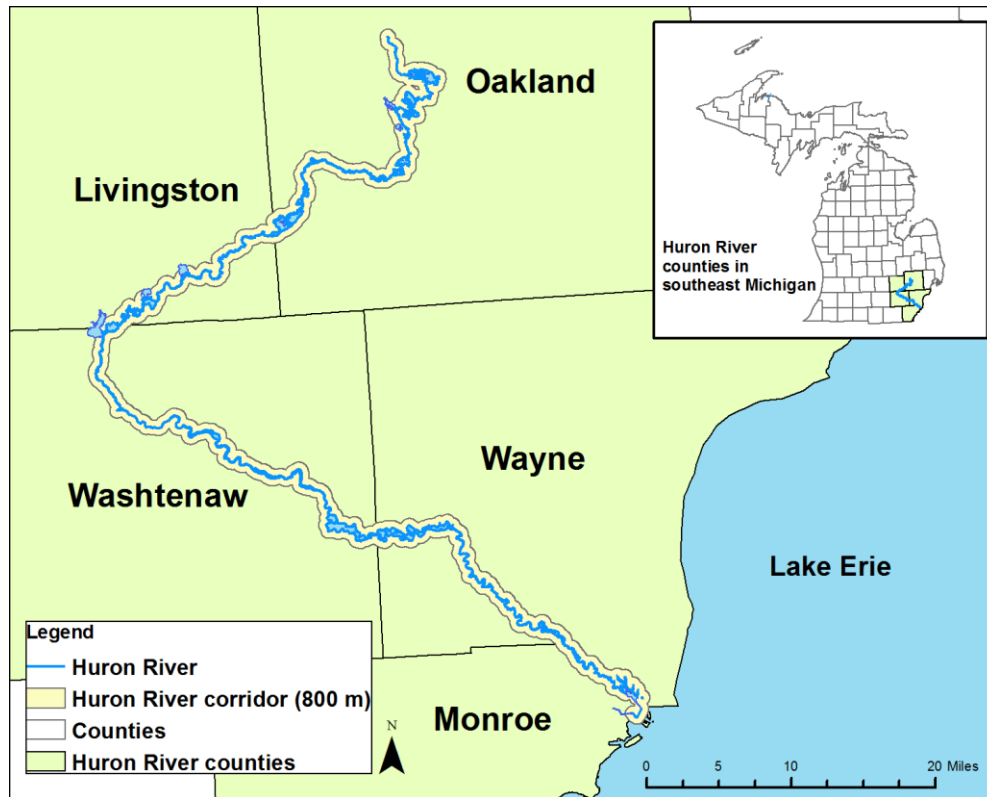 Oakland
Livingston
Huron River
counties in
southeast Michigan
Wayne
Washtenaw
Lake Erie
Monroe
Legend
Huron River
Huron River corridor (800 m)
Counties
Huron River counties
N
0 5 10 20 Miles